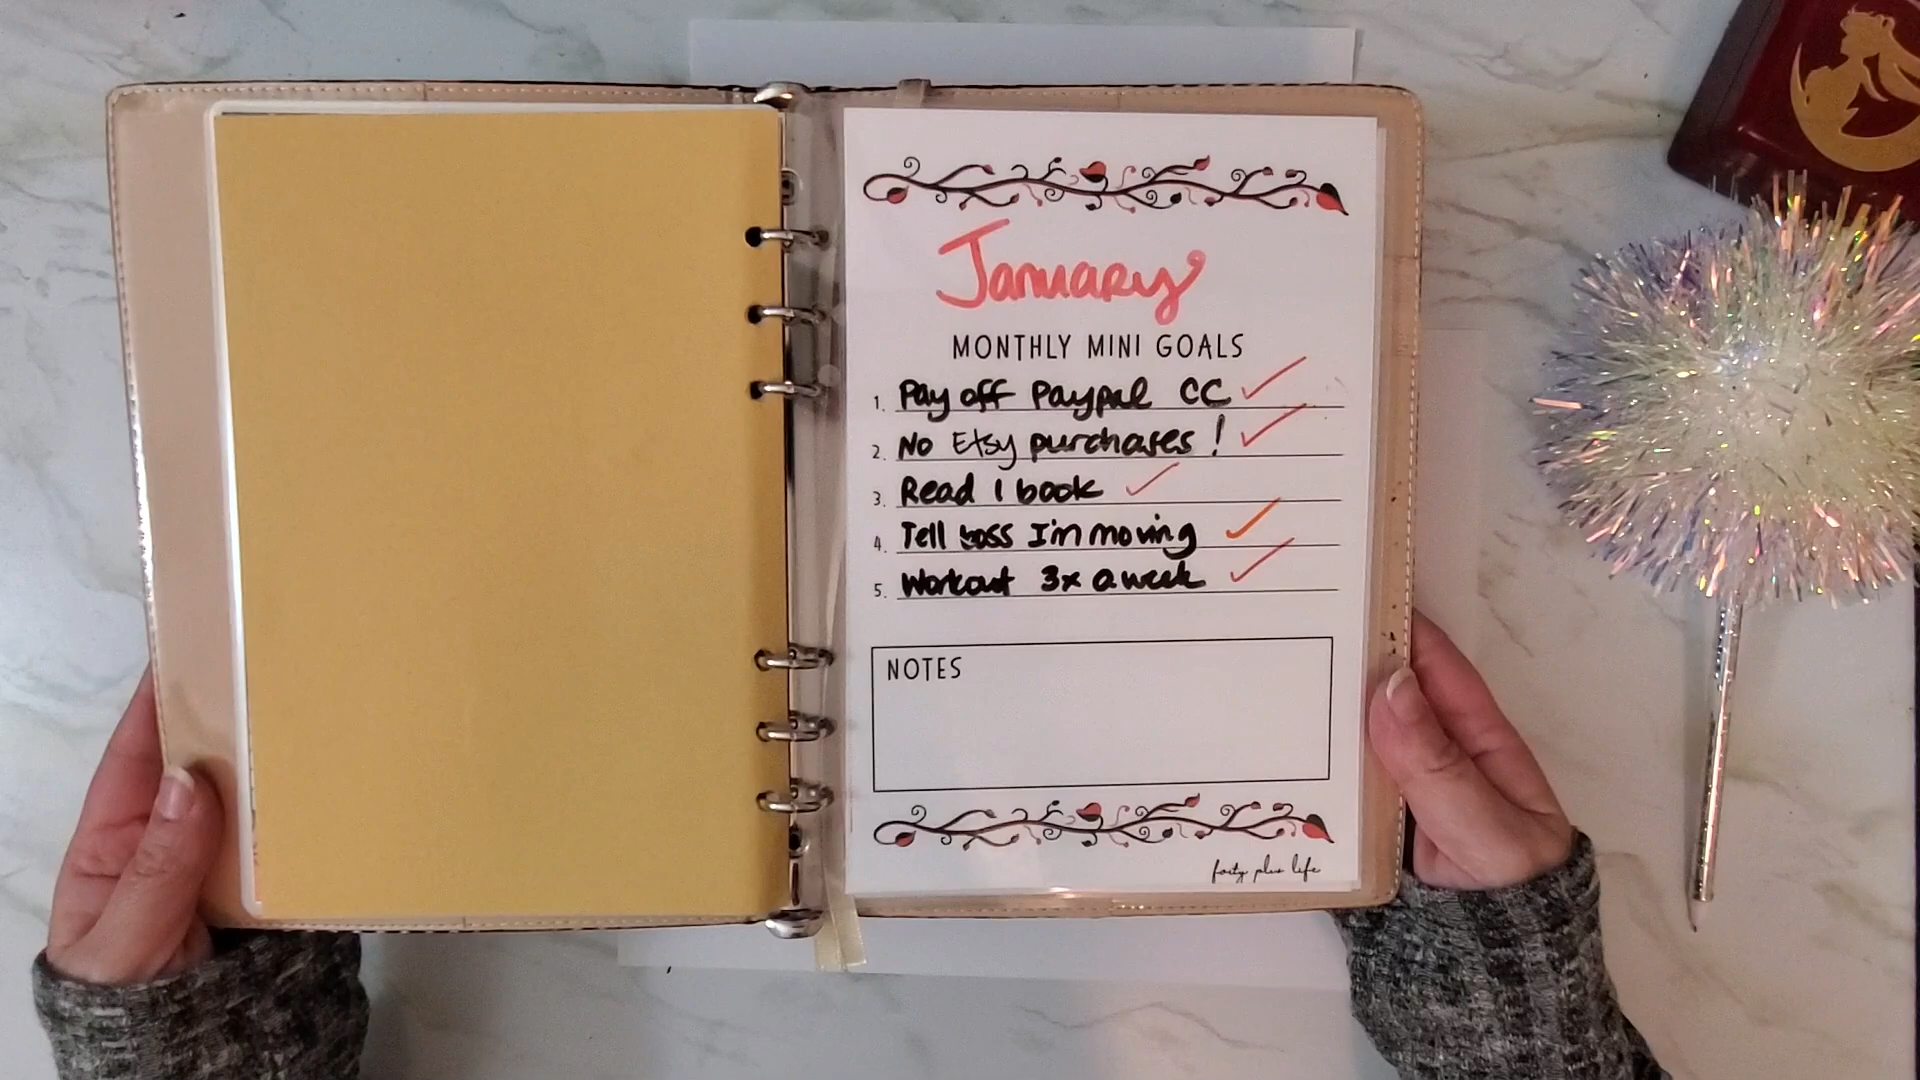 January
MONTHLY MINI GOALS
1. Pay off Paypal CC ✓
2. No Etsy purchases! ✓
3. Read 1 book ✓
4. Tell boss I'm moving ✓
5. Workout 3x a week ✓
NOTES
forty plus life